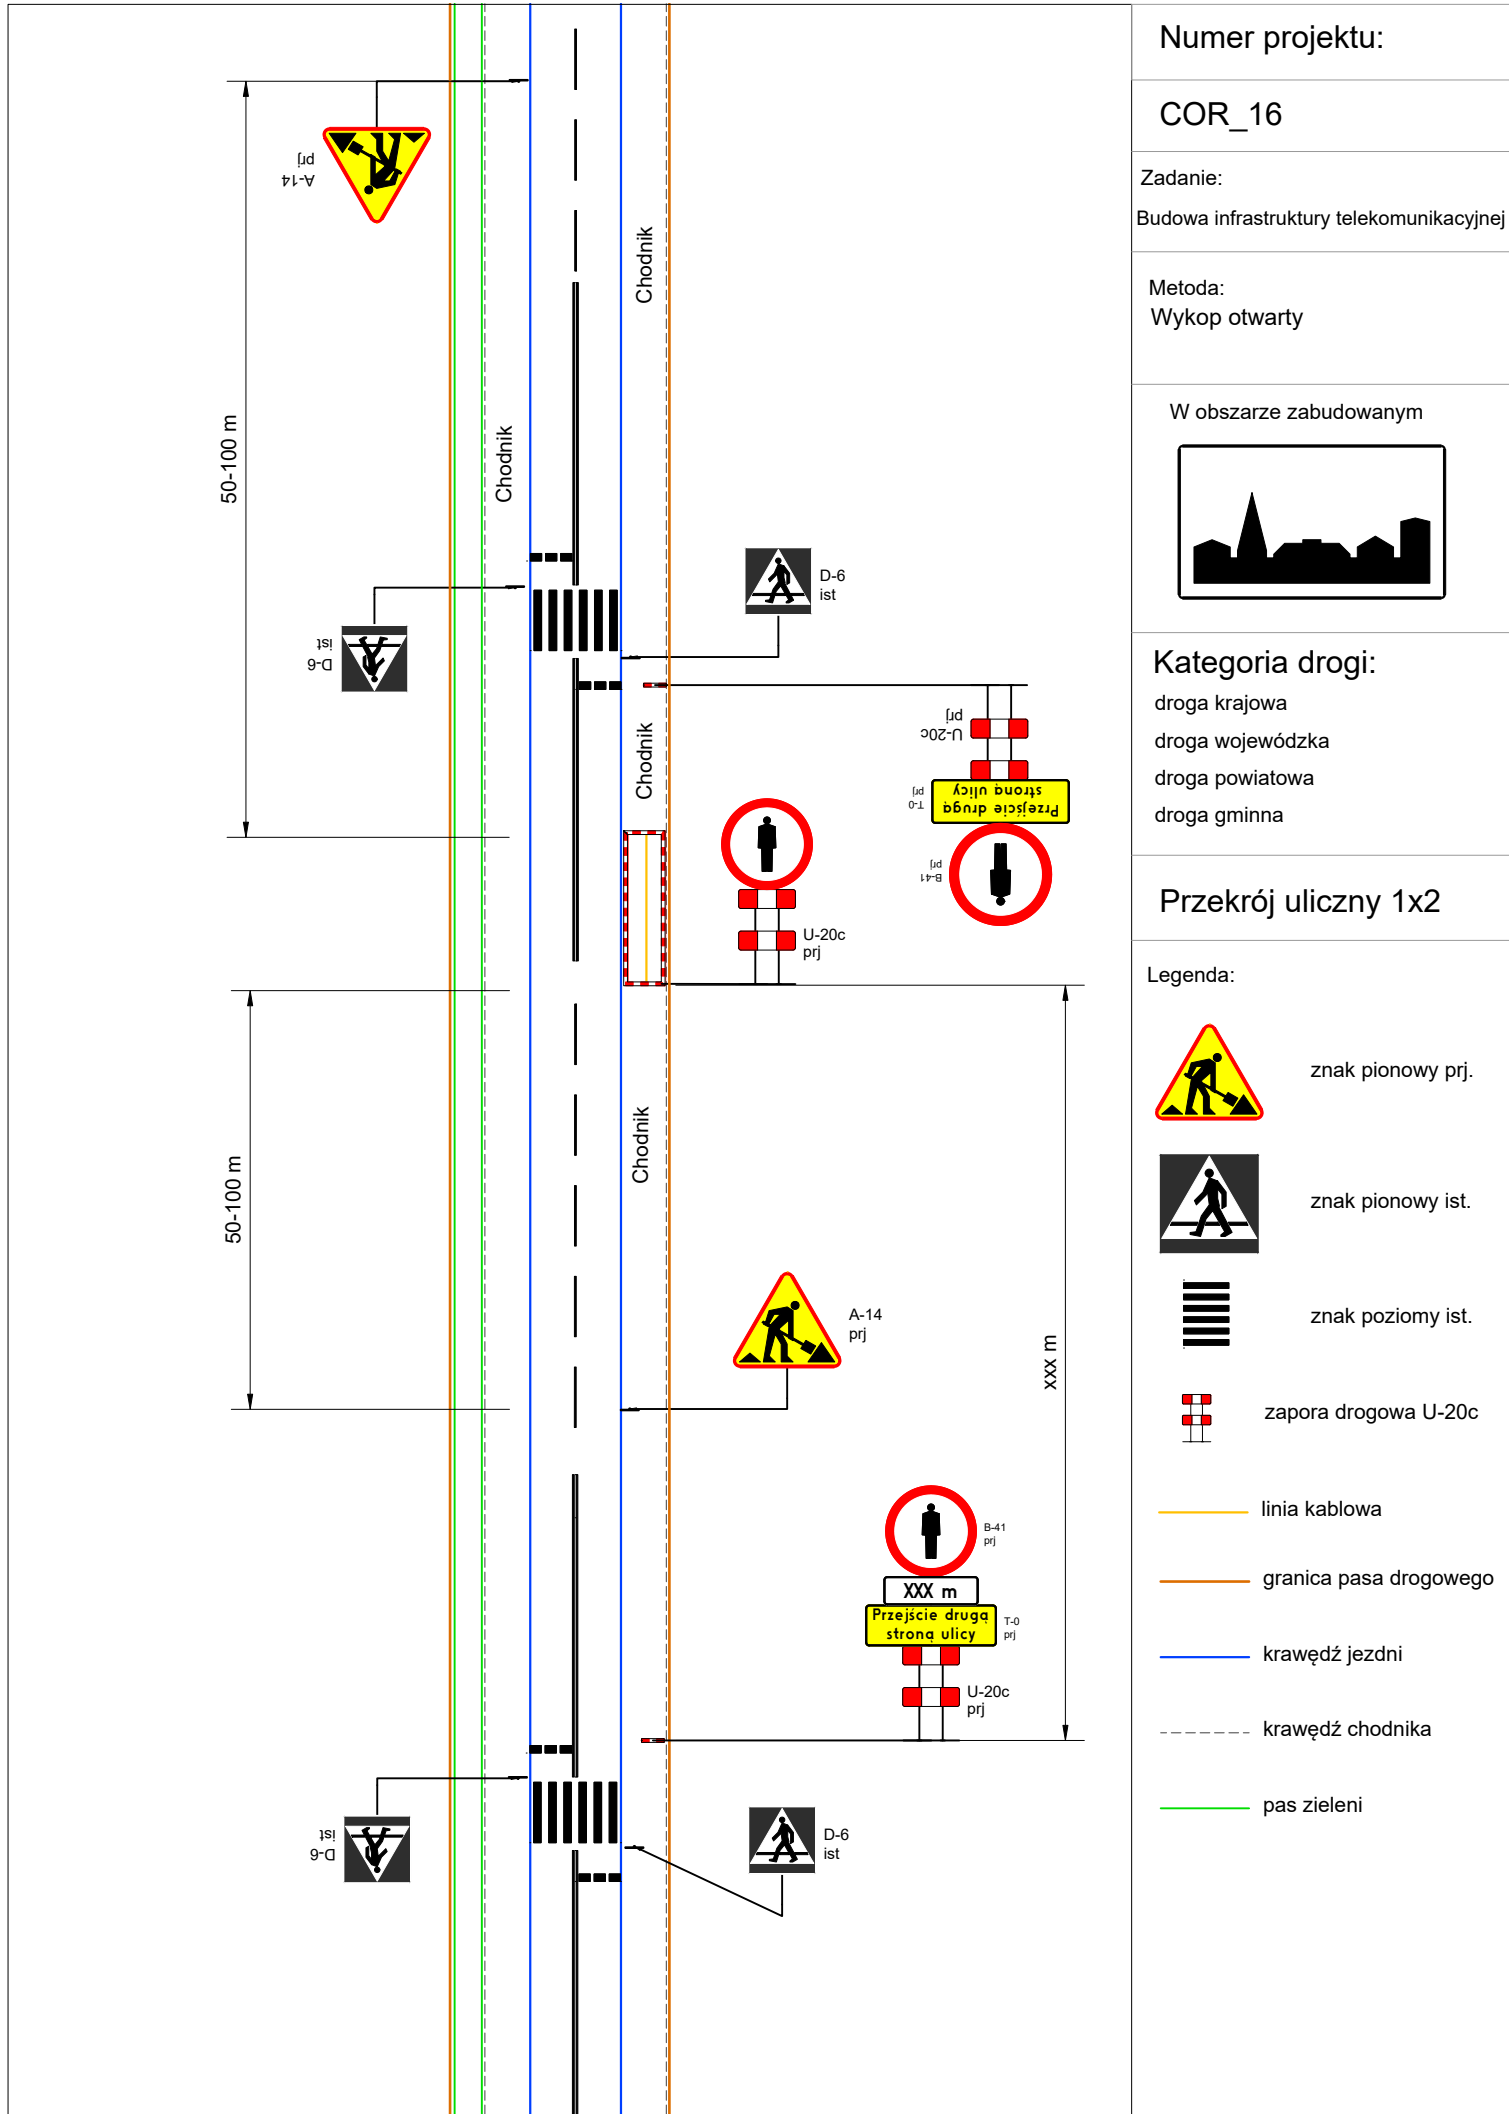 Numer projektu:
COR_16
Zadanie:
Budowa infrastruktury telekomunikacyjnej
Metoda:
Wykop otwarty
W obszarze zabudowanym
Kategoria drogi:
droga krajowa
droga wojewódzka
droga powiatowa
droga gminna
Przekrój uliczny 1x2
Legenda:
znak pionowy prj.
znak pionowy ist.
znak poziomy ist.
zapora drogowa U-20c
linia kablowa
granica pasa drogowego
krawędź jezdni
krawędź chodnika
pas zieleni
A-14
prj
Chodnik
50-100 m
Chodnik
D-6
ist
D-6
ist
U-20c
prj
Chodnik
Przejście drugą
stroną ulicy
T-0
prj
B-41
prj
U-20c
prj
50-100 m
Chodnik
A-14
prj
xxx m
B-41
prj
XXX m
Przejście drugą
stroną ulicy
T-0
prj
U-20c
prj
D-6
ist
D-6
ist